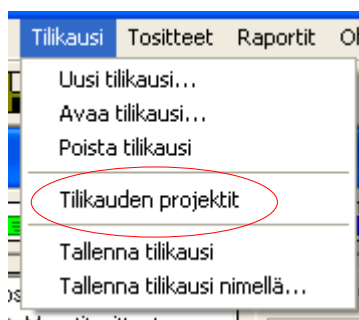 Tilikausi Tositteet Raportit
Uusi tilikausi...
Avaa tilikausi...
Poista tilikausi
Tilikauden projektit
Tallenna tilikausi
Tallenna tilikausi nimellä...